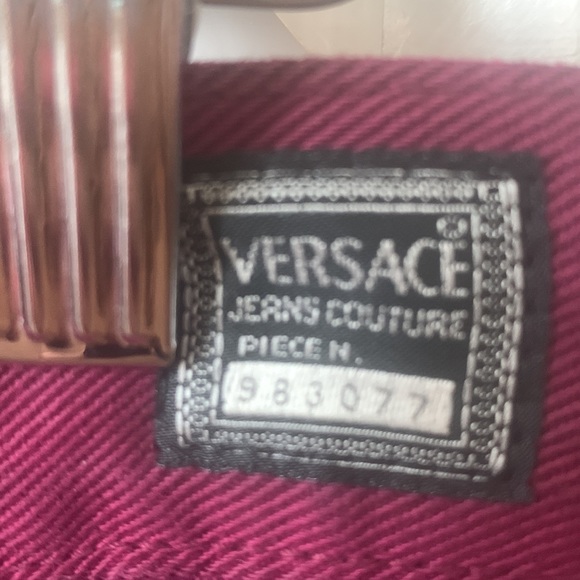 VERSACE
JEANS COUTURE
PIECE N.
983077